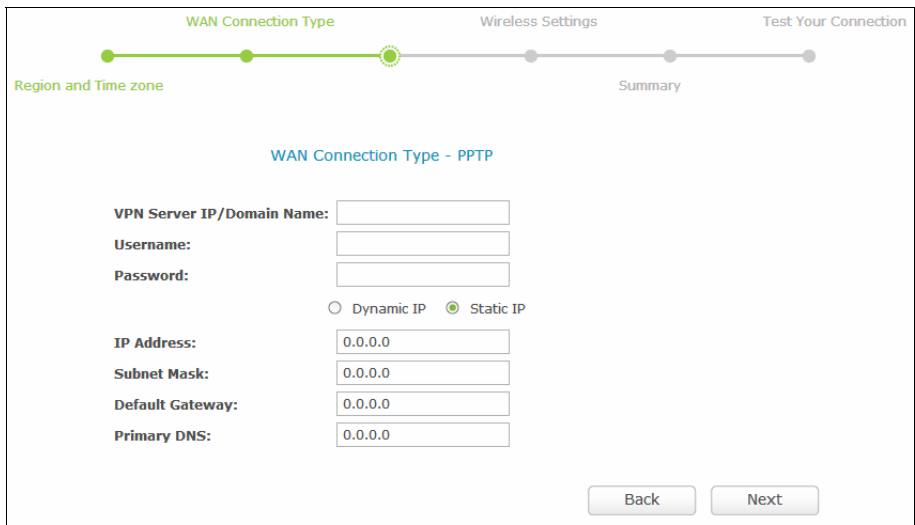 WAN Connection Type Wireless Settings Test Your Connection
Region and Time zone Summary
WAN Connection Type - PPTP
VPN Server IP/Domain Name:
Username:
Password:
Dynamic IP Static IP
IP Address: 0.0.0.0
Subnet Mask: 0.0.0.0
Default Gateway: 0.0.0.0
Primary DNS: 0.0.0.0
Back Next